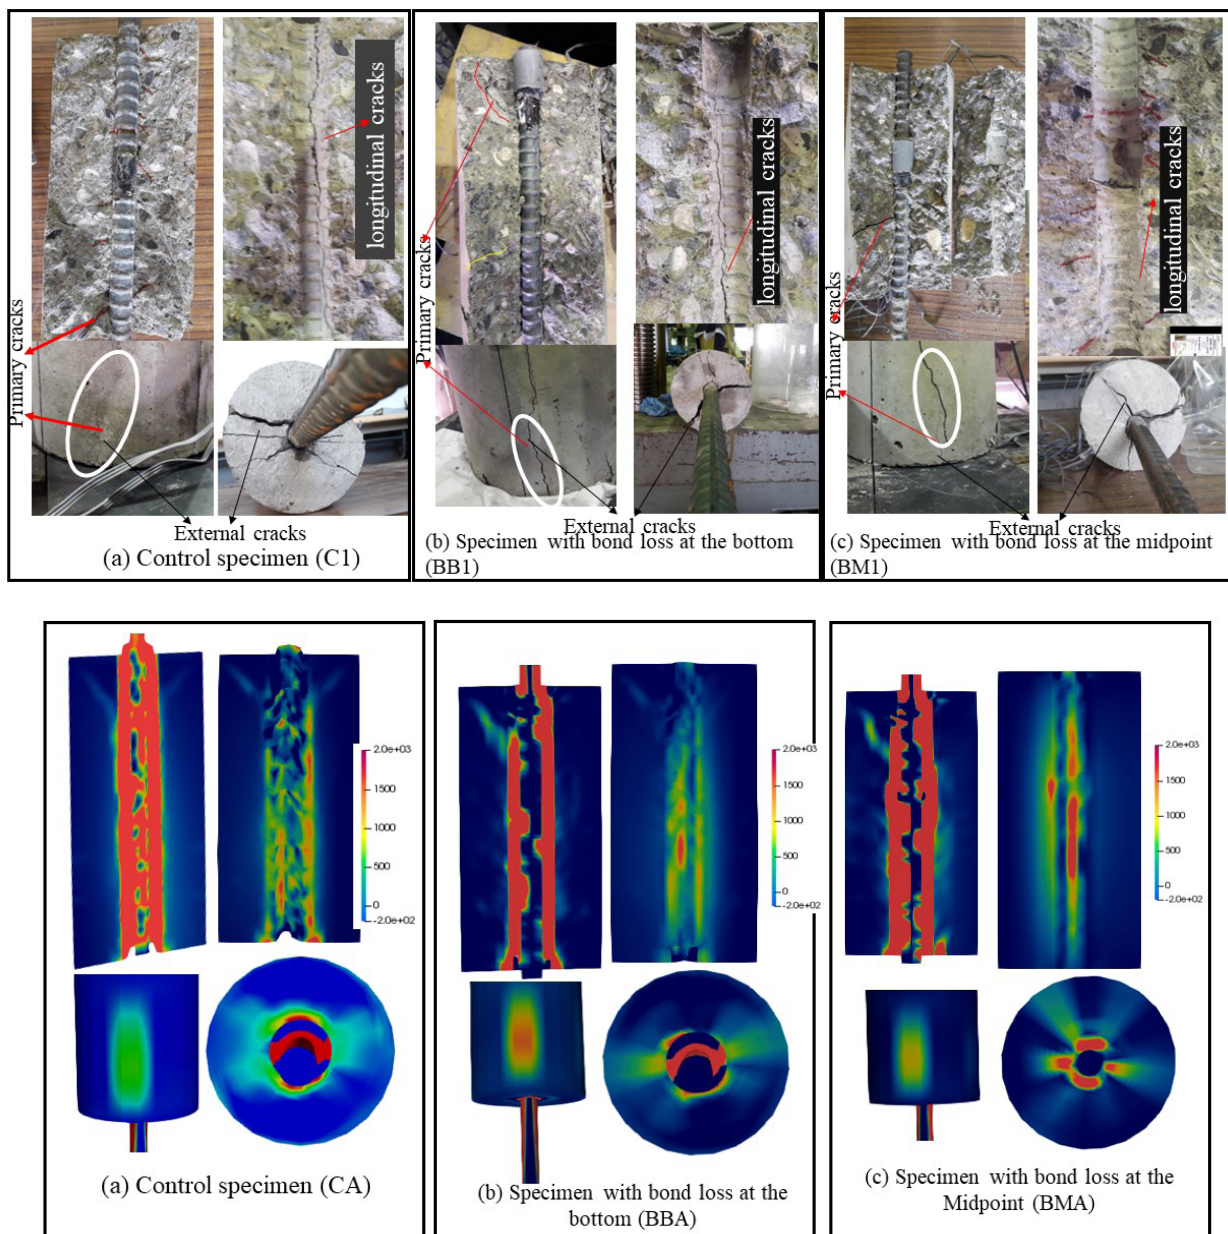 longitudinal cracks
Primary cracks
External cracks
(a) Control specimen (C1)
longitudinal cracks
Primary cracks
External cracks
(b) Specimen with bond loss at the bottom
(BB1)
longitudinal cracks
Primary cracks
External cracks
(c) Specimen with bond loss at the midpoint
(BM1)
2.0e+03
1500
1000
500
0
-2.0e+02
(a) Control specimen (CA)
2.0e+03
1500
1000
500
0
-2.0e+02
(b) Specimen with bond loss at the
bottom (BBA)
2.0e+03
1500
1000
500
0
-2.0e+02
(c) Specimen with bond loss at the
Midpoint (BMA)